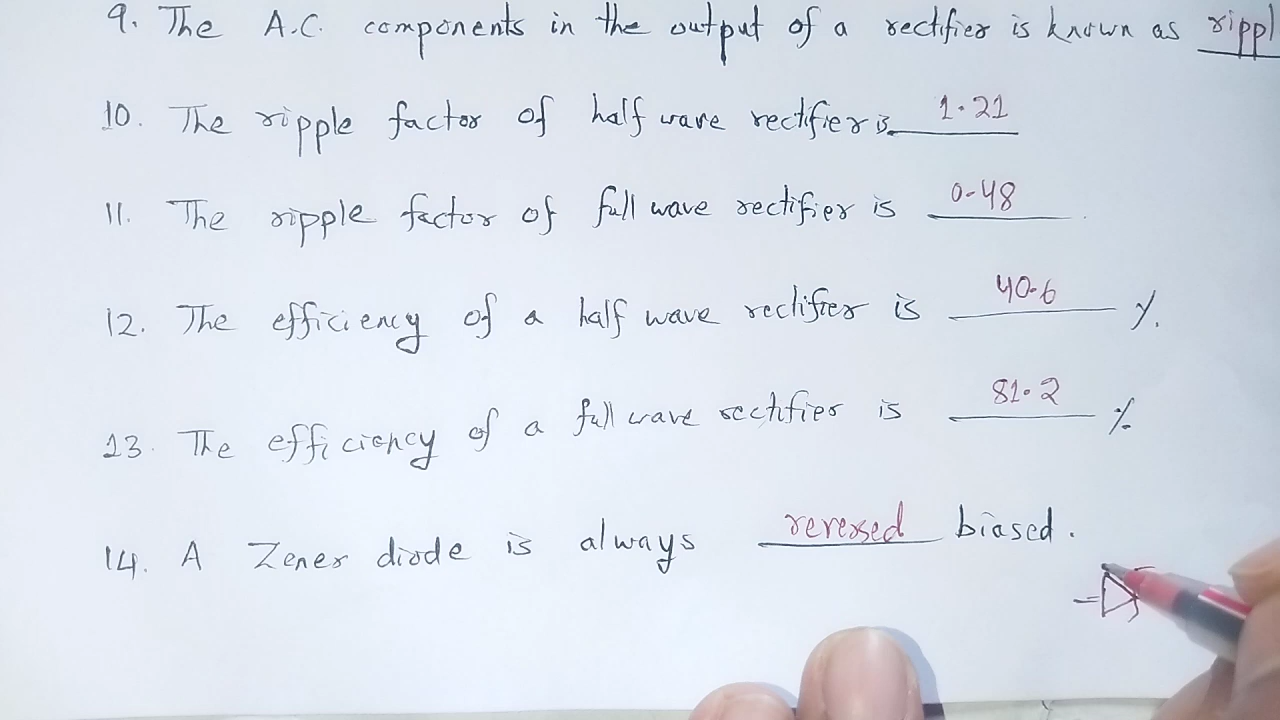 9. The A.C. components in the output of a rectifier is known as rippl
10. The ripple factor of half wave rectifier is 1.21
11. The ripple factor of full wave rectifier is 0.48
12. The efficiency of a half wave rectifier is 40.6 %
13. The efficiency of a full wave rectifier is 81.2 %
14. A Zener diode is always reversed biased.